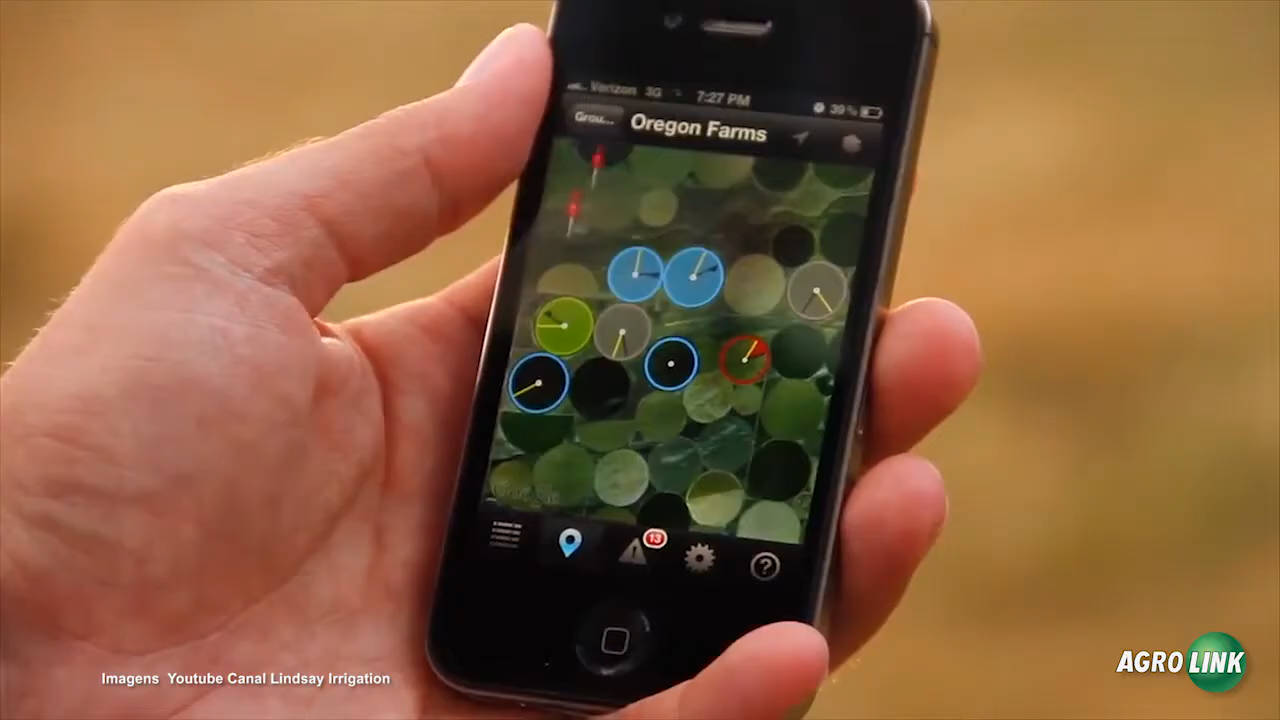 Verizon 3G 7:27 PM 39%
Grou... Oregon Farms
13
?
Imagens Youtube Canal Lindsay Irrigation
AGRO LINK